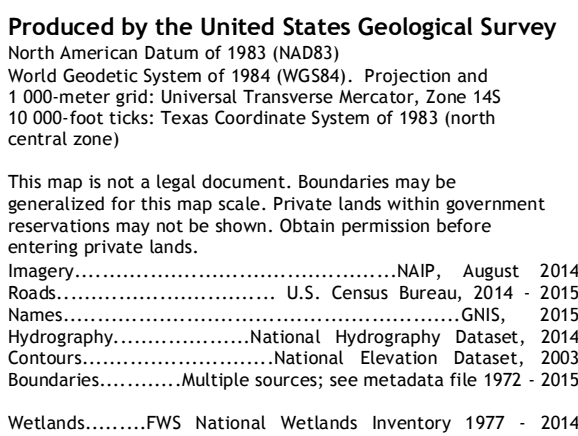 Produced by the United States Geological Survey
North American Datum of 1983 (NAD83)
World Geodetic System of 1984 (WGS84). Projection and
1 000-meter grid: Universal Transverse Mercator, Zone 14S
10 000-foot ticks: Texas Coordinate System of 1983 (north
central zone)
This map is not a legal document. Boundaries may be
generalized for this map scale. Private lands within government
reservations may not be shown. Obtain permission before
entering private lands.
Imagery..................................................NAIP, August 2014
Roads.................................. U.S. Census Bureau, 2014 - 2015
Names..............................................................GNIS, 2015
Hydrography.....................National Hydrography Dataset, 2014
Contours..............................National Elevation Dataset, 2003
Boundaries............Multiple sources; see metadata file 1972 - 2015
Wetlands.........FWS National Wetlands Inventory 1977 - 2014